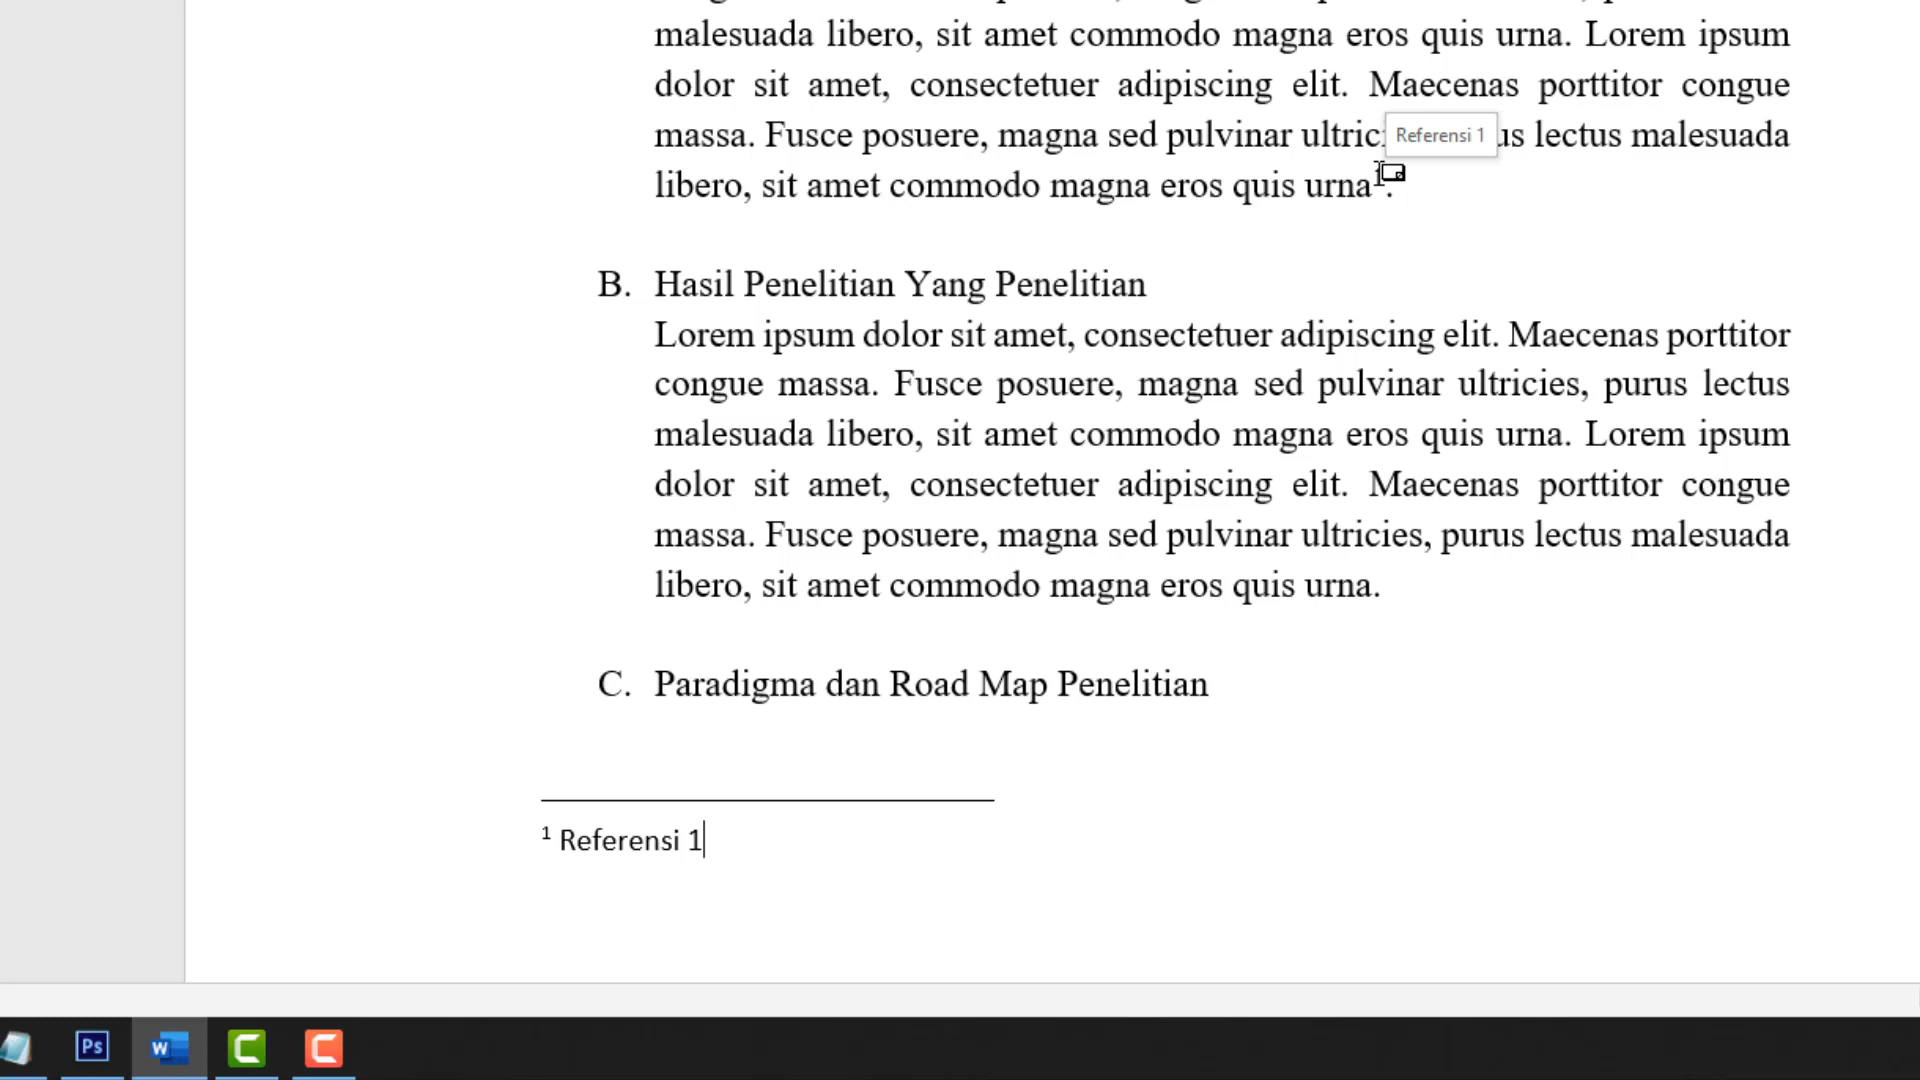 malesuada libero, sit amet commodo magna eros quis urna. Lorem ipsum
dolor sit amet, consectetuer adipiscing elit. Maecenas porttitor congue
massa. Fusce posuere, magna sed pulvinar lectus malesuada
Referensi 1
libero, sit amet commodo magna eros quis urna¹.
B. Hasil Penelitian Yang Penelitian
Lorem ipsum dolor sit amet, consectetuer adipiscing elit. Maecenas porttitor
congue massa. Fusce posuere, magna sed pulvinar ultricies, purus lectus
malesuada libero, sit amet commodo magna eros quis urna. Lorem ipsum
dolor sit amet, consectetuer adipiscing elit. Maecenas porttitor congue
massa. Fusce posuere, magna sed pulvinar ultricies, purus lectus malesuada
libero, sit amet commodo magna eros quis urna.
C. Paradigma dan Road Map Penelitian
¹ Referensi 1
Ps
W
C
C